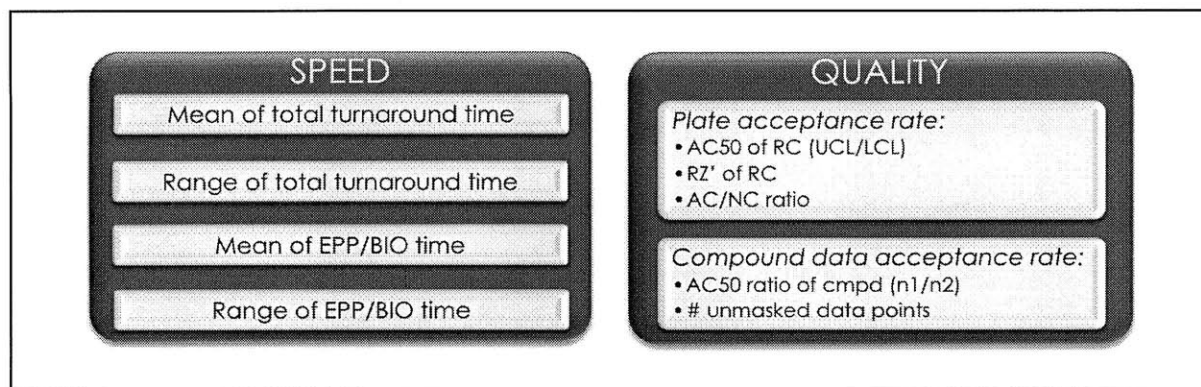 SPEED
Mean of total turnaround time
Range of total turnaround time
Mean of EPP/BIO time
Range of EPP/BIO time
QUALITY
Plate acceptance rate:
• AC50 of RC (UCL/LCL)
• RZ' of RC
• AC/NC ratio
Compound data acceptance rate:
• AC50 ratio of cmpd (n1/n2)
• # unmasked data points